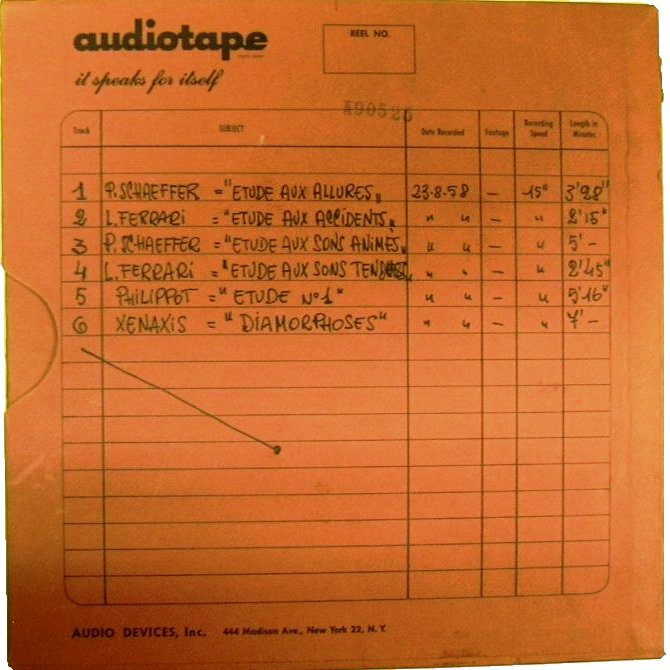 audiotape
REEL NO.
it speaks for itself
A90525
Track SUBJECT Date Recorded Footage Recording Speed Length in Minutes
1 P. SCHAEFFER = "ETUDE AUX ALLURES" 23-8-58 — 15" 3'28"
2 L. FERRARi = "ETUDE AUX ACCIDENTS" " " — " 2'15"
3 P. SCHAEFFER = "ETUDE AUX SONS ANIMÉS" " " — " 5' -
4 L. FERRARi = "ETUDE AUX SONS TENDUS" " " — " 2'45"
5 PHiLiPPOT = "ETUDE N°1" " " — " 5'16"
6 XENAXiS = "DiAMORPHOSES" " " — " 7' -
AUDIO DEVICES, Inc. 444 Madison Ave., New York 22, N. Y.